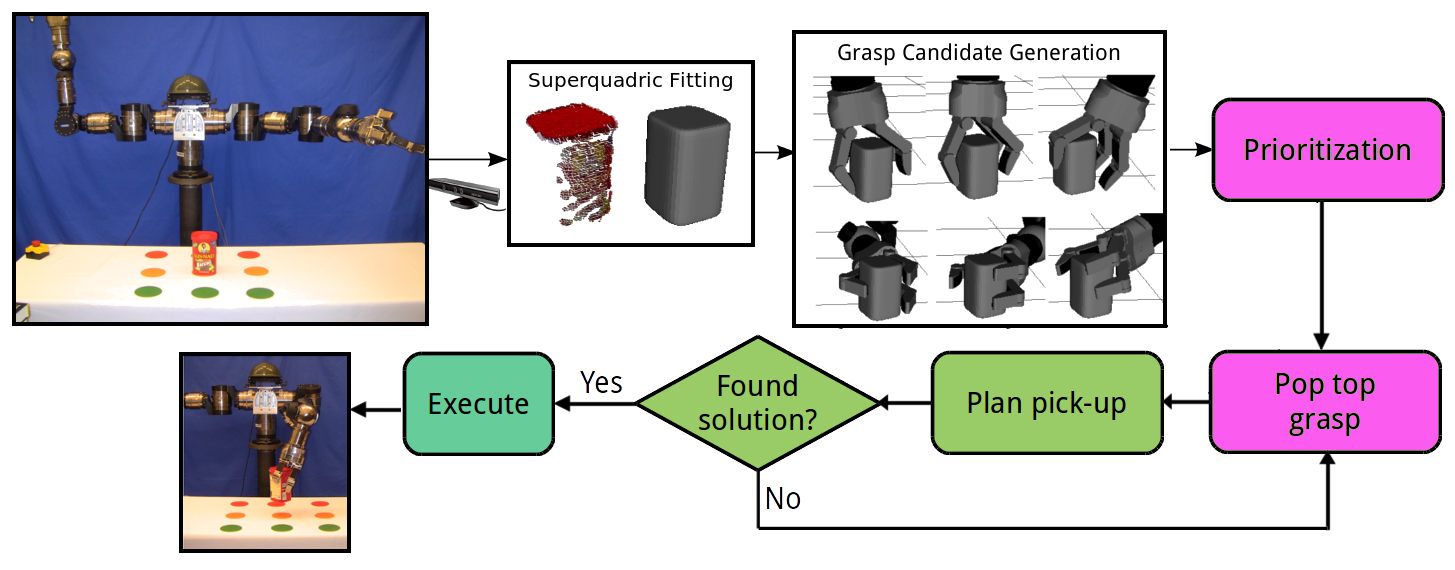 Superquadric Fitting
Grasp Candidate Generation
Prioritization
Pop top
grasp
Plan pick-up
Found
solution?
Yes
Execute
No